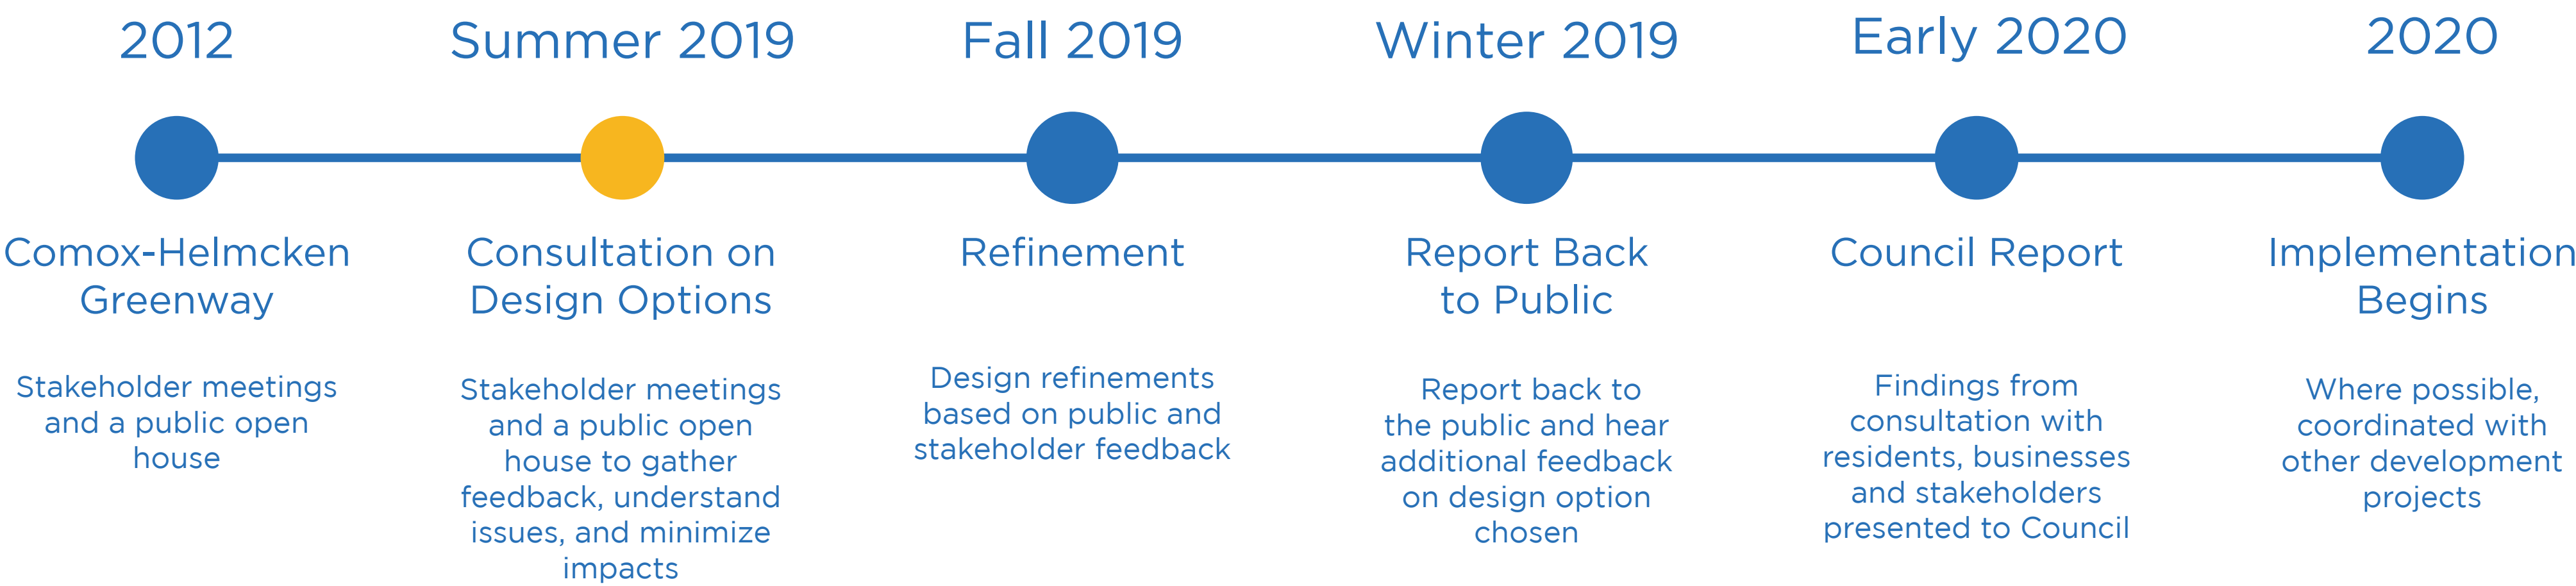 2012
Comox-Helmcken
Greenway
Stakeholder meetings
and a public open
house
Summer 2019
Consultation on
Design Options
Stakeholder meetings
and a public open
house to gather
feedback, understand
issues, and minimize
impacts
Fall 2019
Refinement
Design refinements
based on public and
stakeholder feedback
Winter 2019
Report Back
to Public
Report back to
the public and hear
additional feedback
on design option
chosen
Early 2020
Council Report
Findings from
consultation with
residents, businesses
and stakeholders
presented to Council
2020
Implementation
Begins
Where possible,
coordinated with
other development
projects